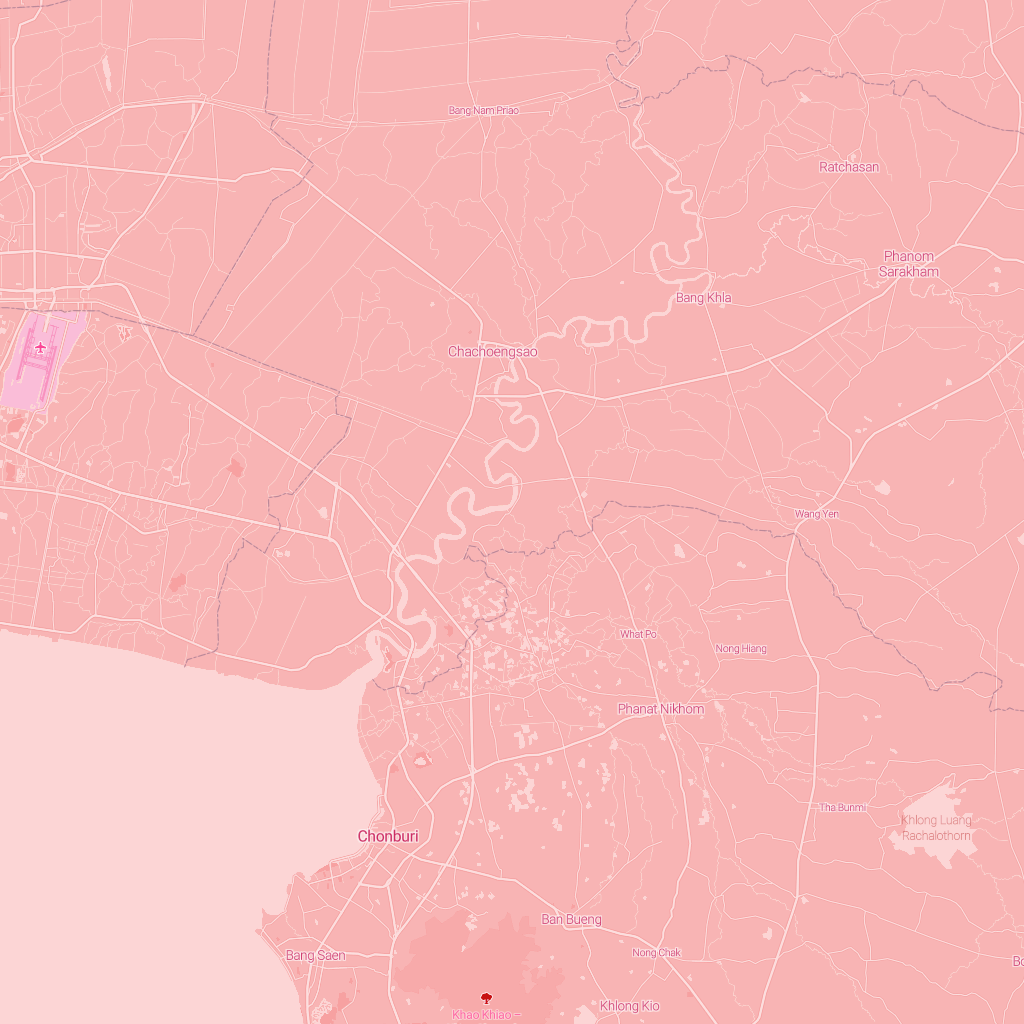 Bang Nam Priao
Ratchasan
Phanom
Sarakham
Bang Khla
Chachoengsao
Wang Yen
What Po
Nong Hiang
Phanat Nikhom
Tha Bunmi
Khlong Luang
Rachalothorn
Chonburi
Ban Bueng
Bang Saen
Nong Chak
Bo
Khlong Kio
Khao Khiao –